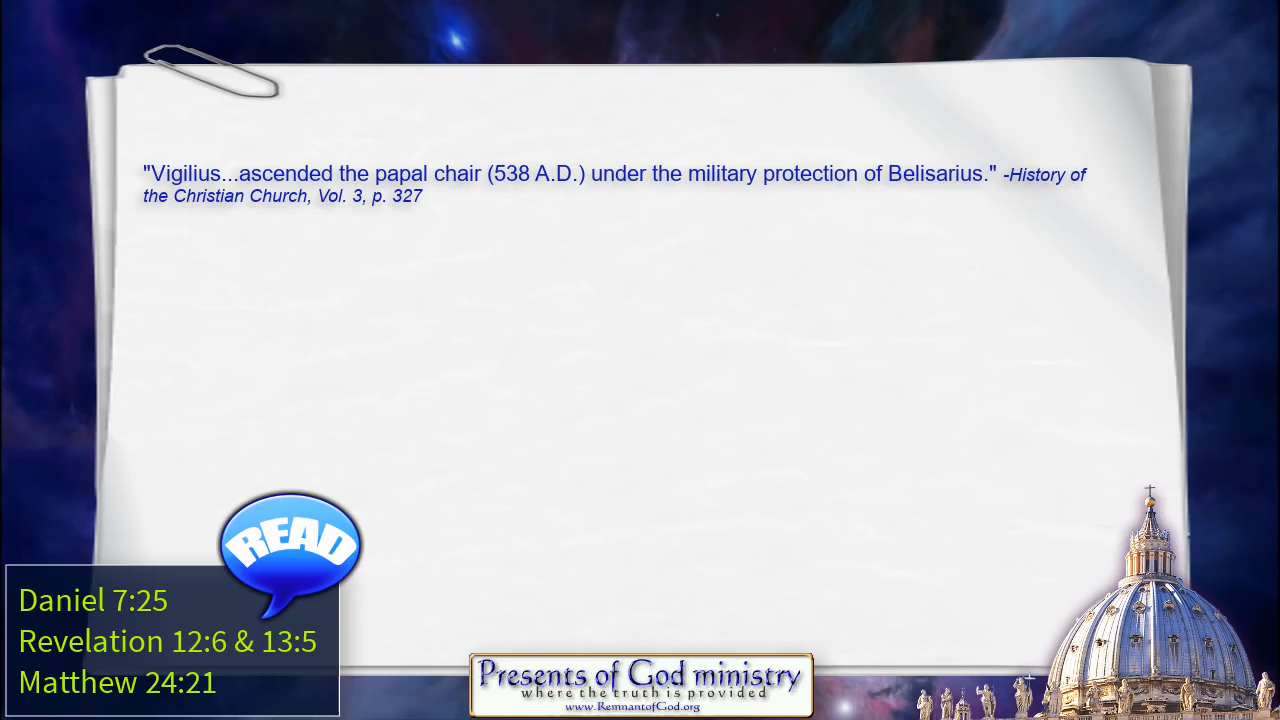 "Vigilius...ascended the papal chair (538 A.D.) under the military protection of Belisarius." -History of
the Christian Church, Vol. 3, p. 327
READ
Daniel 7:25
Revelation 12:6 & 13:5
Matthew 24:21
Presents of God ministry
where the truth is provided
www.RemnantofGod.org